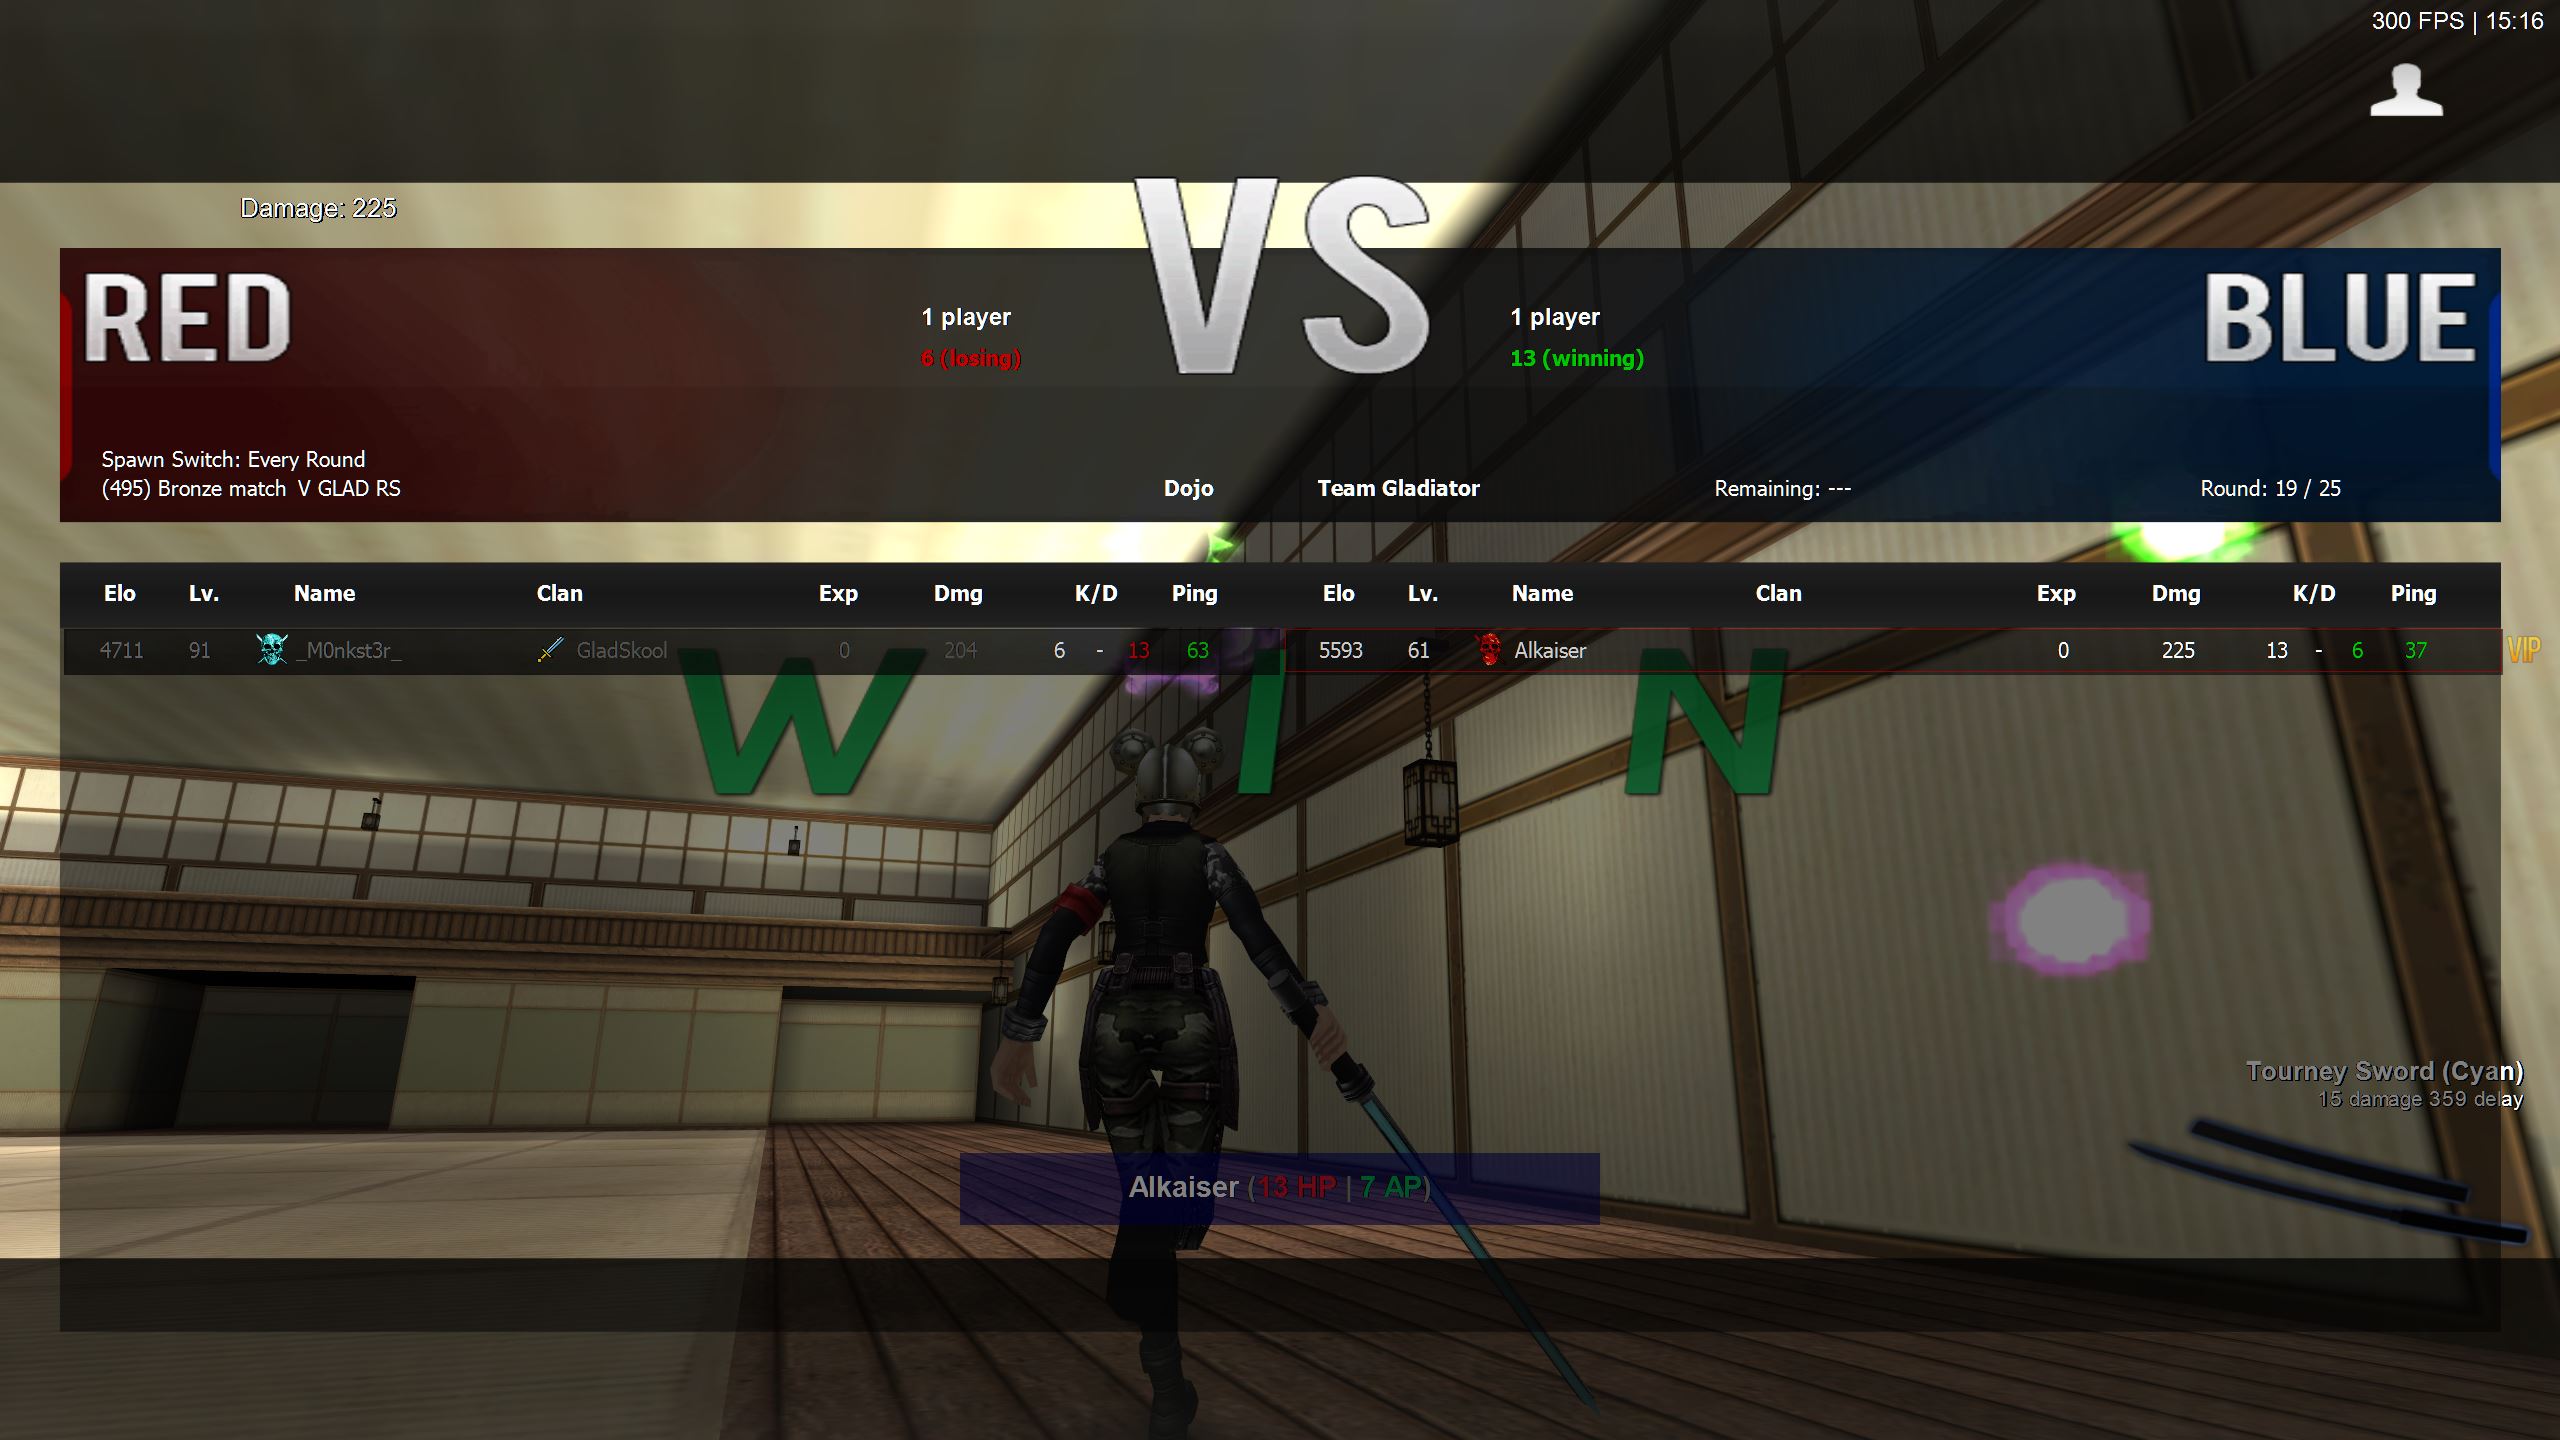 300 FPS | 15:16
Damage: 225
VS
RED
BLUE
1 player
1 player
6 (losing)
13 (winning)
Spawn Switch: Every Round
(495) Bronze match V GLAD RS
Dojo
Team Gladiator
Remaining: ---
Round: 19 / 25
Elo Lv. Name Clan Exp Dmg K/D Ping Elo Lv. Name Clan Exp Dmg K/D Ping
4711 91 _M0nkst3r_ GladSkool 0 204 6 - 13 63 5593 61 Alkaiser 0 225 13 - 6 37 VIP
WIN
Tourney Sword (Cyan)
15 damage 359 delay
Alkaiser (13 HP | 7 AP)